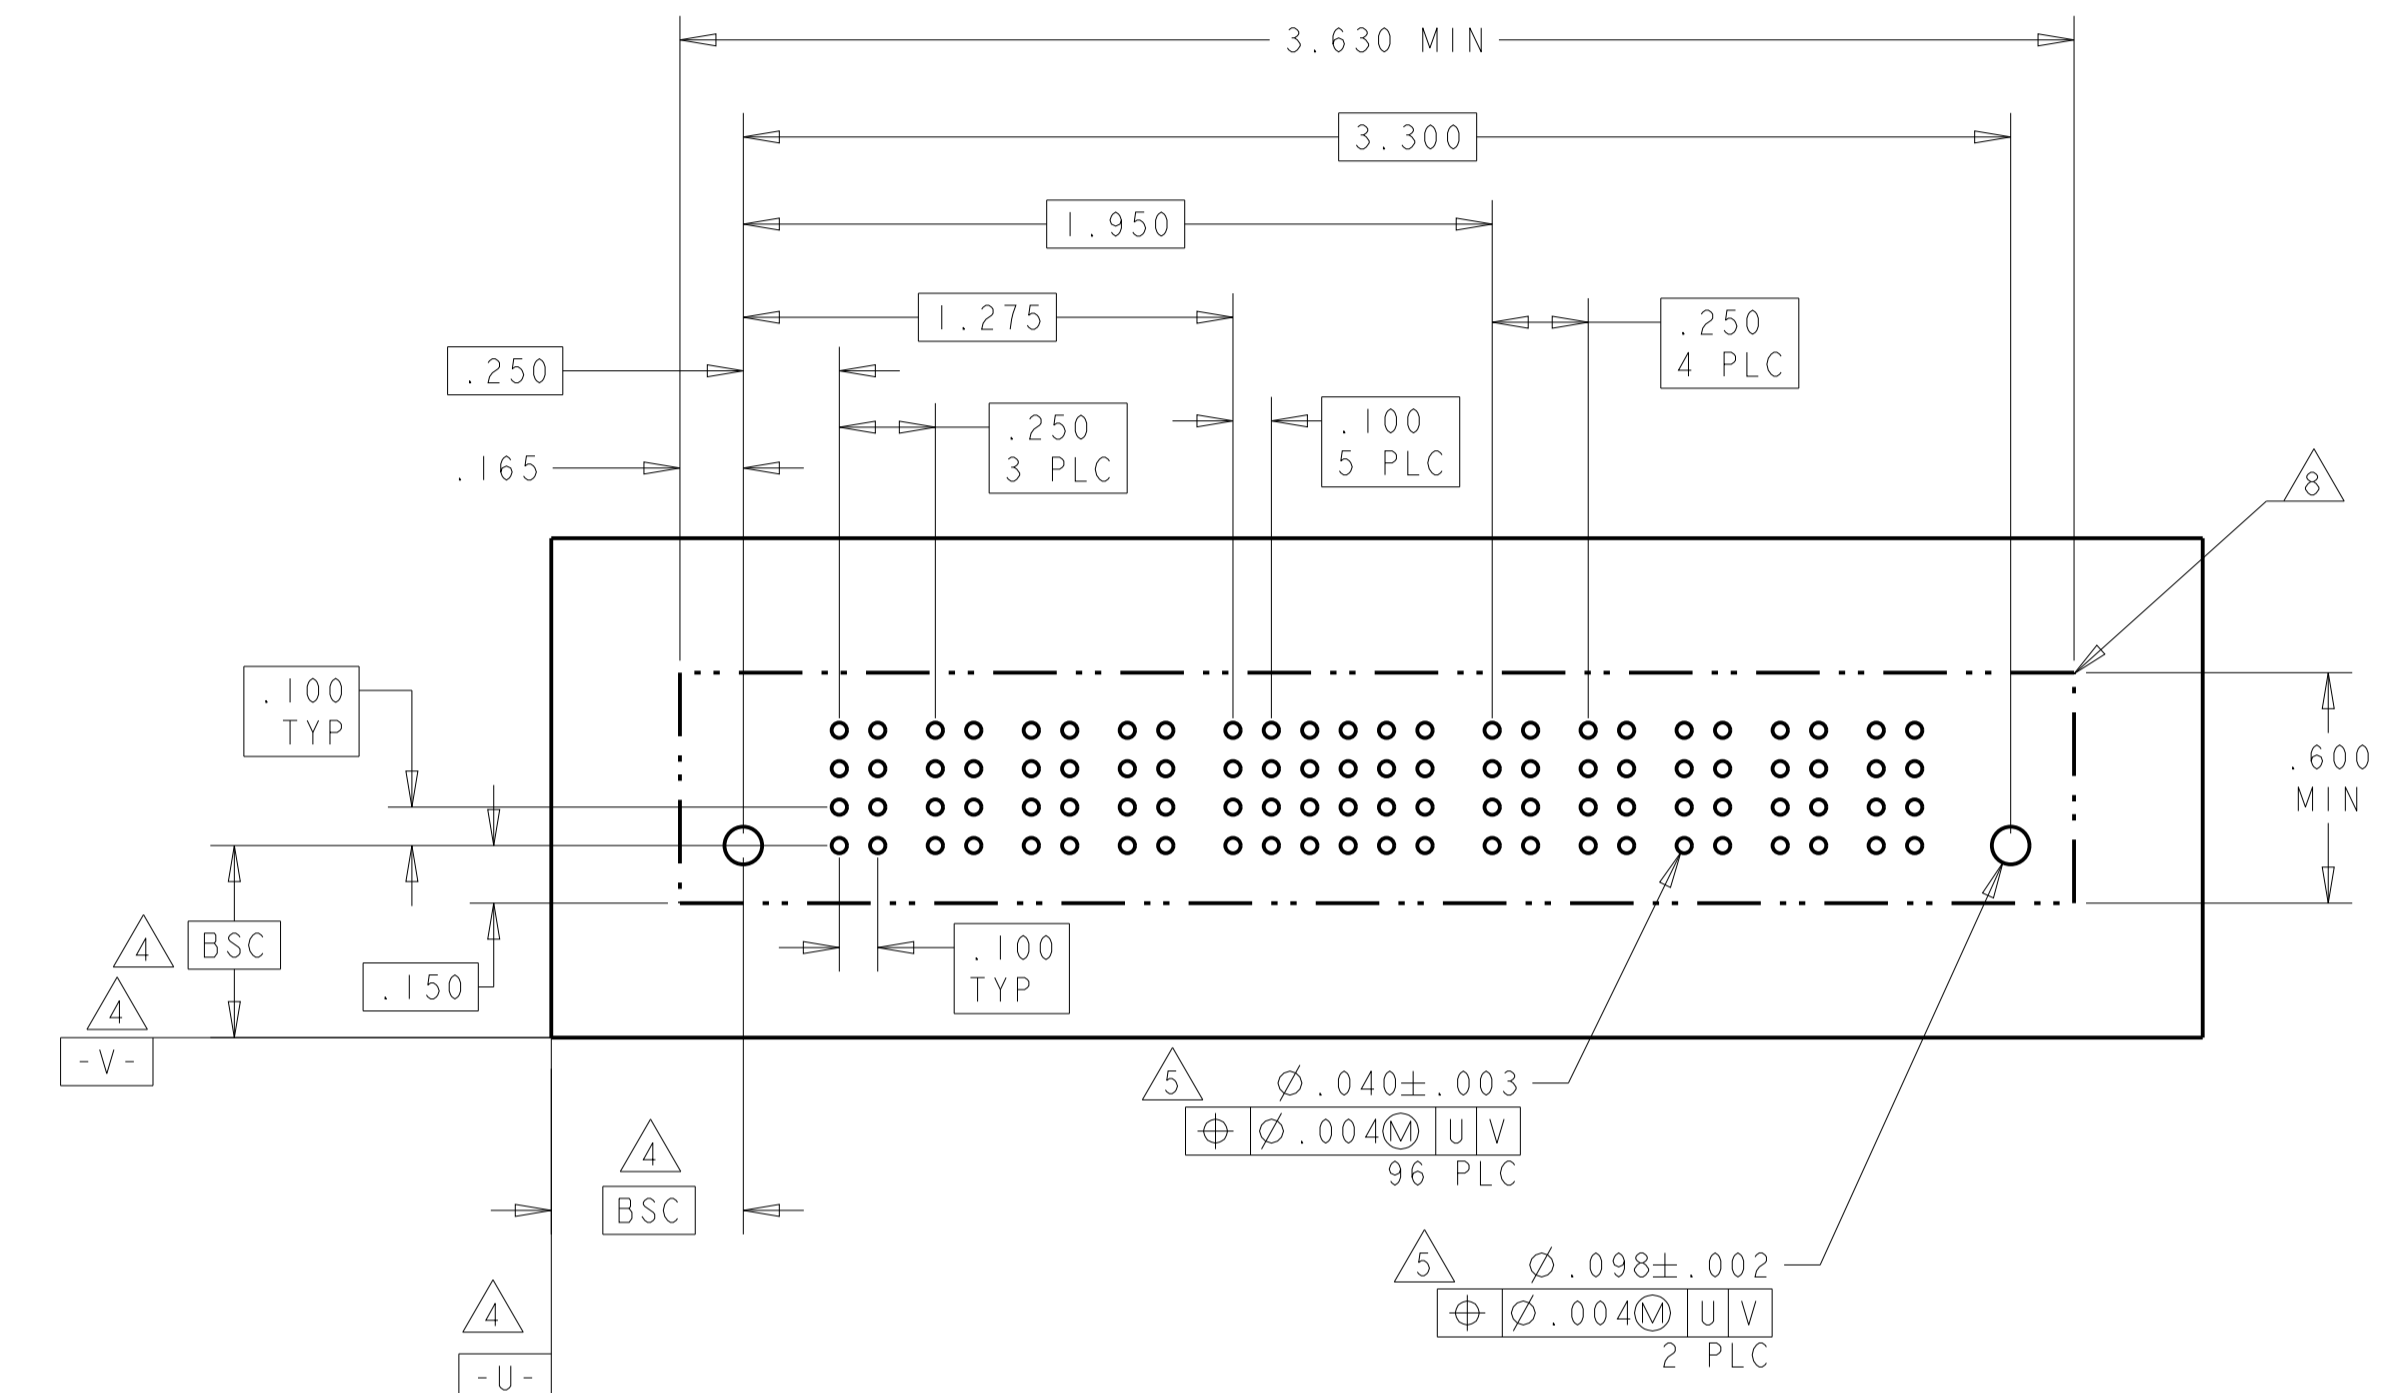 3.630 MIN
3.300
1.950
1.275
.250
4 PLC
.250
.250
3 PLC
.100
5 PLC
.165
8
.100
TYP
.600
MIN
4
BSC
.100
TYP
4
.150
-V-
5
Ø.040±.003
⌖ Ø.004Ⓜ U V
96 PLC
4
BSC
5
Ø.098±.002
⌖ Ø.004Ⓜ U V
2 PLC
4
-U-